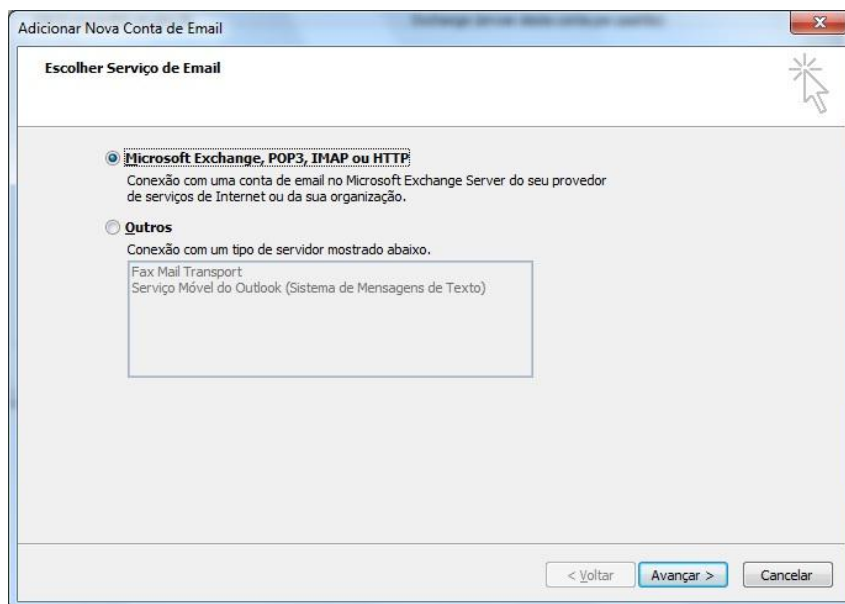 Adicionar Nova Conta de Email
Escolher Serviço de Email
Microsoft Exchange, POP3, IMAP ou HTTP
Conexão com uma conta de email no Microsoft Exchange Server do seu provedor
de serviços de Internet ou da sua organização.
Outros
Conexão com um tipo de servidor mostrado abaixo.
Fax Mail Transport
Serviço Móvel do Outlook (Sistema de Mensagens de Texto)
< Voltar Avançar > Cancelar